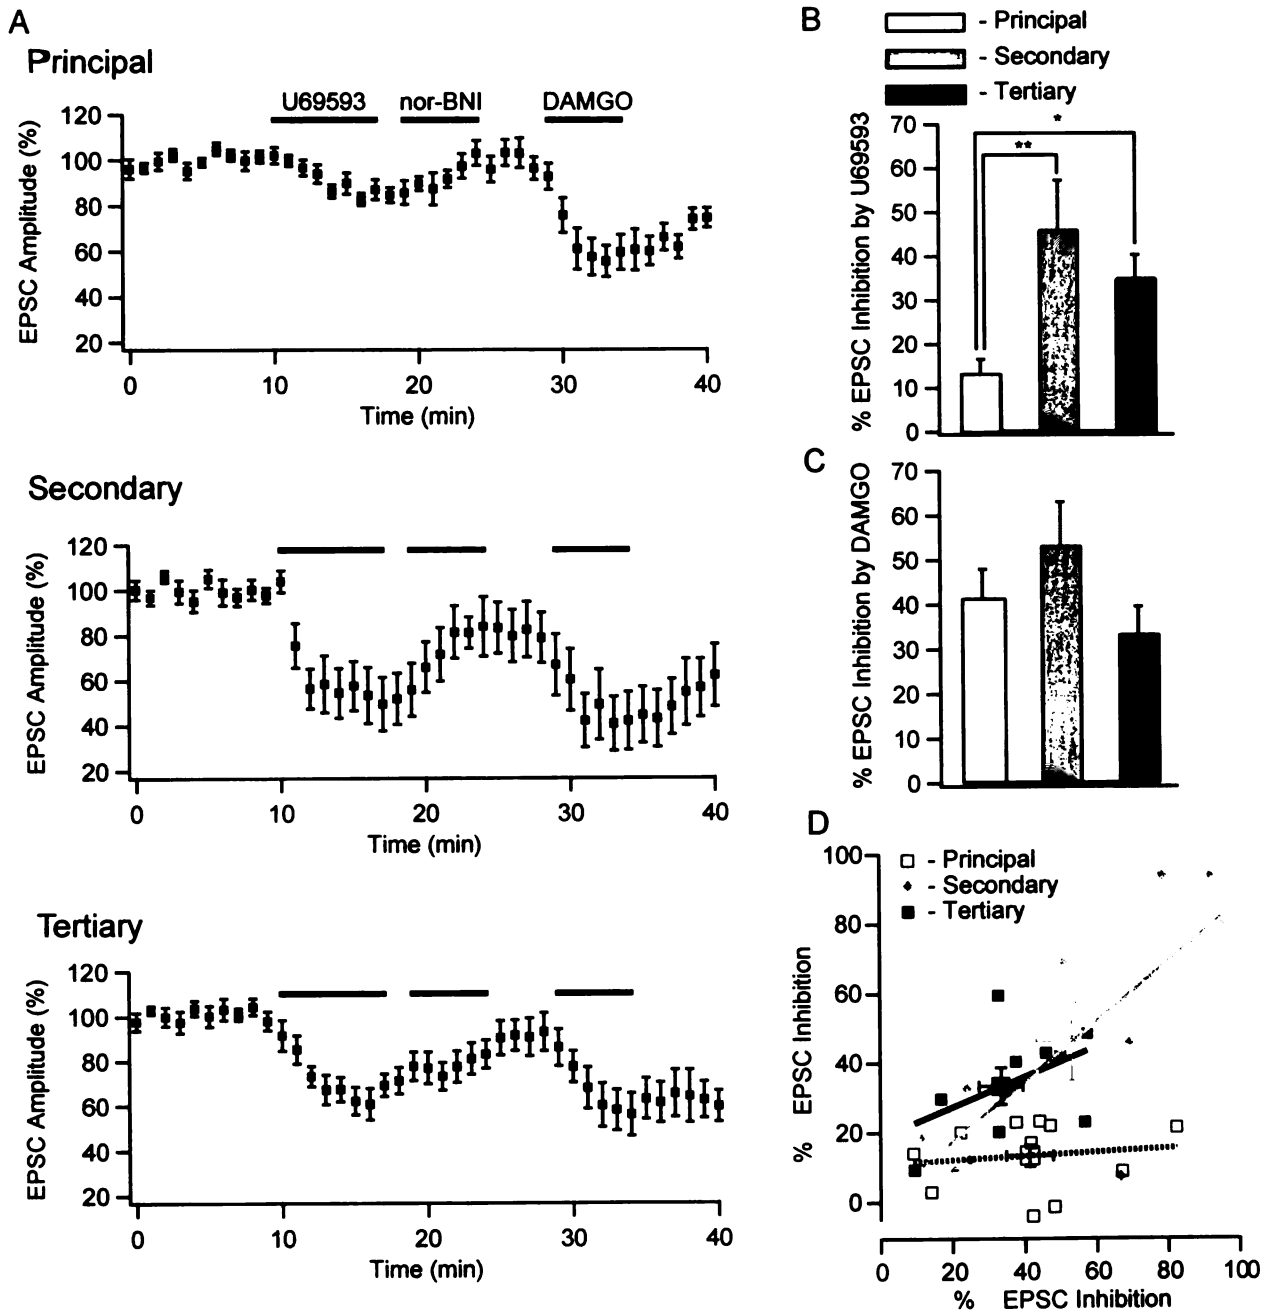 A
Principal
U69593 nor-BNI DAMGO
EPSC Amplitude (%)
120
100
80
60
40
20
0 10 20 30 40
Time (min)
Secondary
EPSC Amplitude (%)
120
100
80
60
40
20
0 10 20 30 40
Time (min)
Tertiary
EPSC Amplitude (%)
120
100
80
60
40
20
0 10 20 30 40
Time (min)
B
- Principal
- Secondary
- Tertiary
% EPSC Inhibition by U69593
70
60
50
40
30
20
10
0
*
**
C
% EPSC Inhibition by DAMGO
70
60
50
40
30
20
10
0
D
- Principal
- Secondary
- Tertiary
% EPSC Inhibition
100
80
60
40
20
0
0 20 40 60 80 100
% EPSC Inhibition